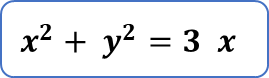 x² + y² = 3 x